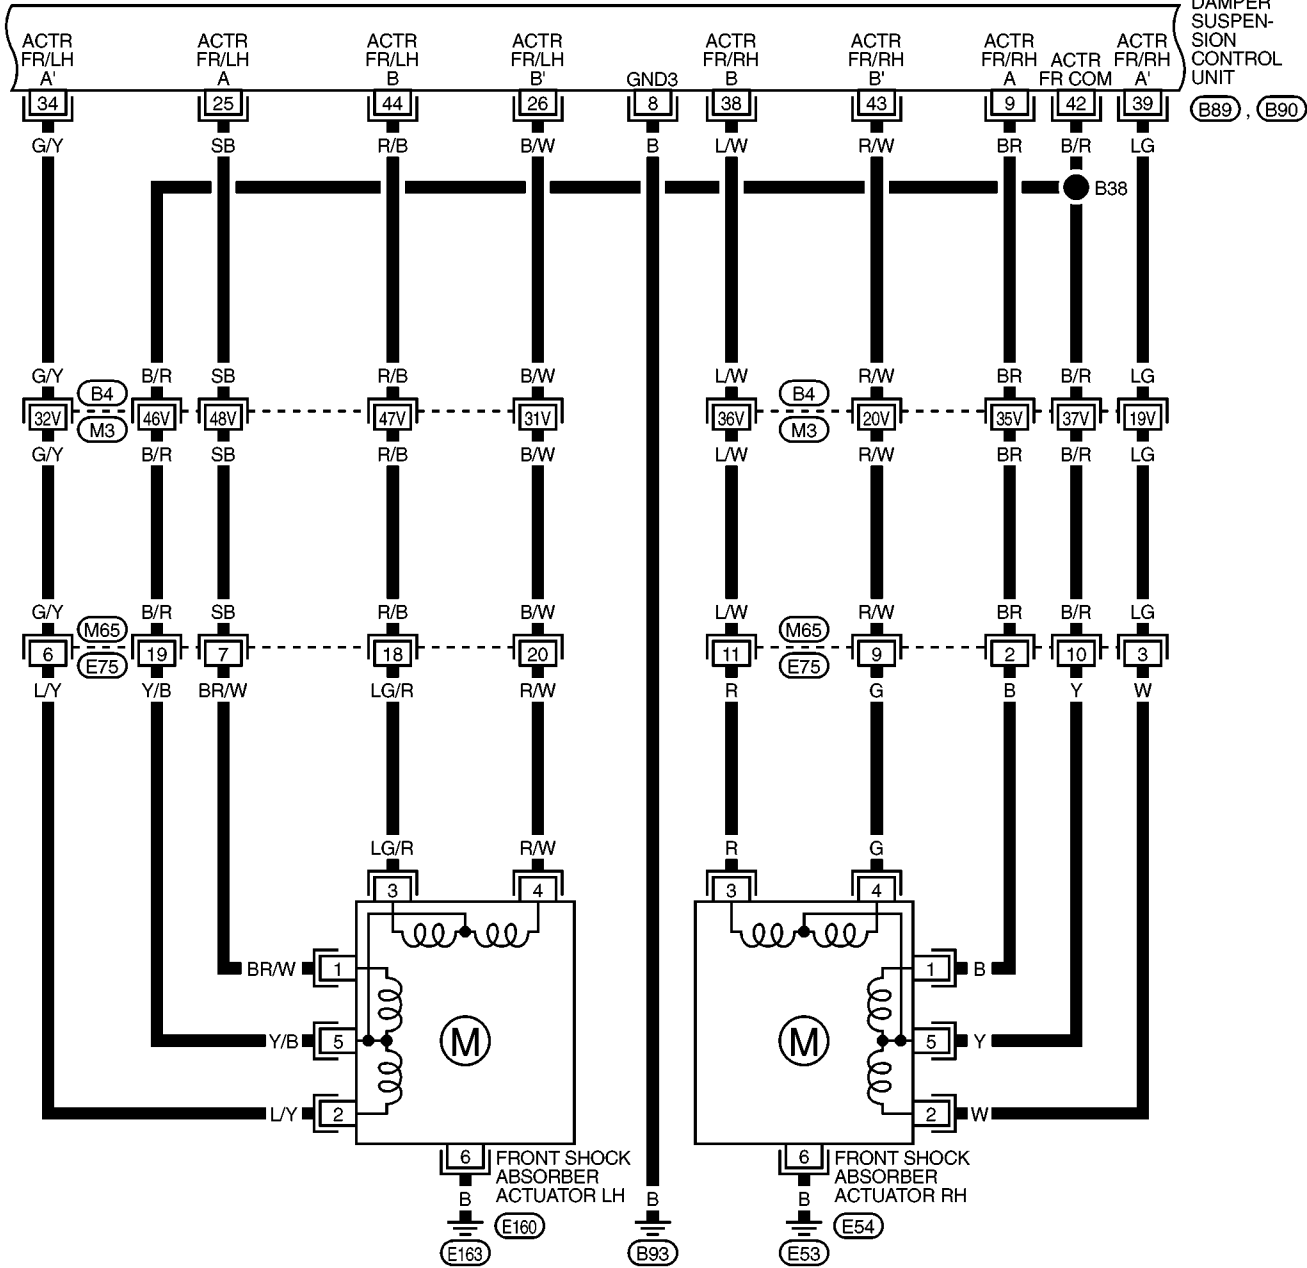 DAMPER
SUSPEN-
SION
CONTROL
UNIT
B89 , B90
ACTR FR/LH A'
ACTR FR/LH A
ACTR FR/LH B
ACTR FR/LH B'
GND3
ACTR FR/RH B
ACTR FR/RH B'
ACTR FR/RH A
ACTR FR COM
ACTR FR/RH A'
34 25 44 26 8 38 43 9 42 39
G/Y SB R/B B/W B L/W R/W BR B/R LG
B38
G/Y B/R SB R/B B/W L/W R/W BR B/R LG
B4 B4
32V 46V 48V 47V 31V 36V 20V 35V 37V 19V
M3 M3
G/Y B/R SB R/B B/W L/W R/W BR B/R LG
G/Y B/R SB R/B B/W L/W R/W BR B/R LG
M65 M65
6 19 7 18 20 11 9 2 10 3
E75 E75
L/Y Y/B BR/W LG/R R/W R G B Y W
LG/R R/W R G
3 4 3 4
BR/W 1 1 B
Y/B 5 M M 5 Y
L/Y 2 2 W
6 FRONT SHOCK
ABSORBER
ACTUATOR LH
B
E160
E163
B
B93
6 FRONT SHOCK
ABSORBER
ACTUATOR RH
B
E54
E53